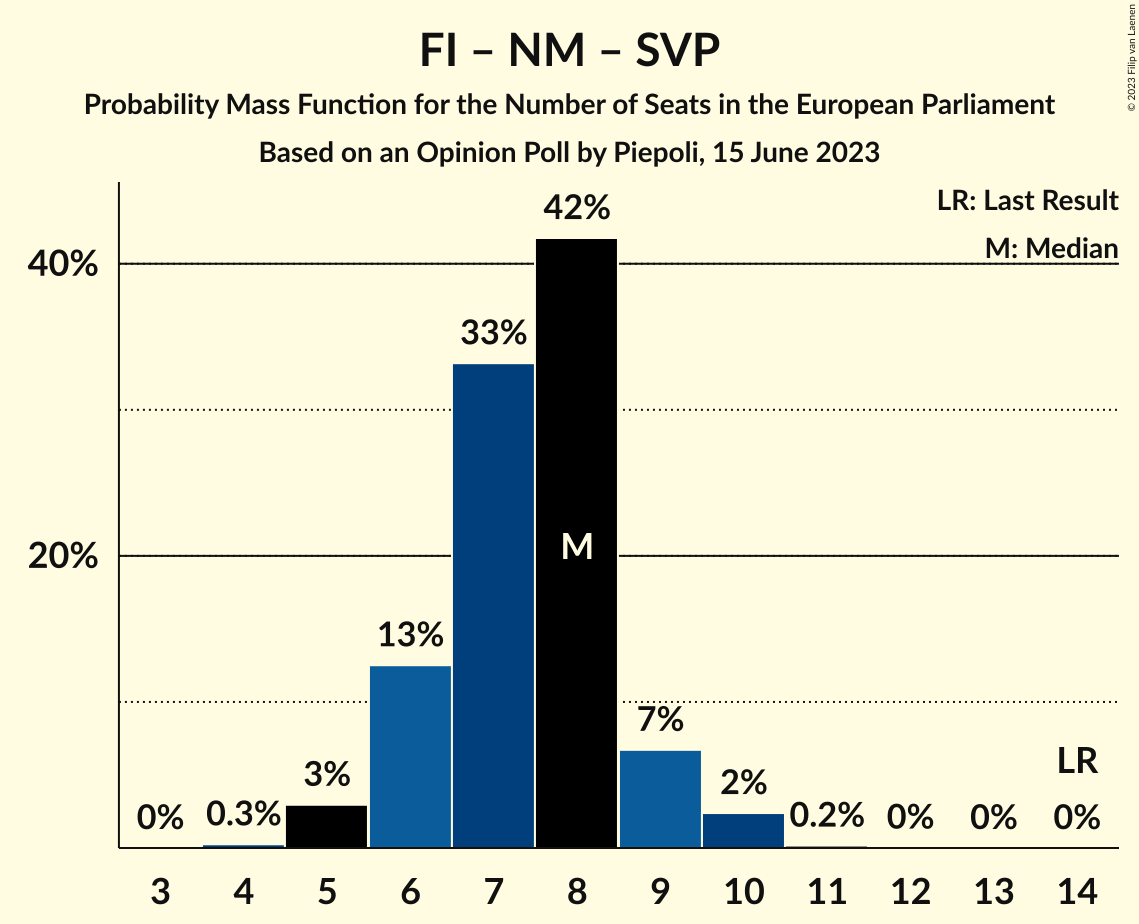 FI – NM – SVP
Probability Mass Function for the Number of Seats in the European Parliament
Based on an Opinion Poll by Piepoli, 15 June 2023
© 2023 Filip van Laenen
LR: Last Result
M: Median
40%
20%
0% 0.3% 3% 13% 33% 42% 7% 2% 0.2% 0% 0% 0%
M
LR
3 4 5 6 7 8 9 10 11 12 13 14